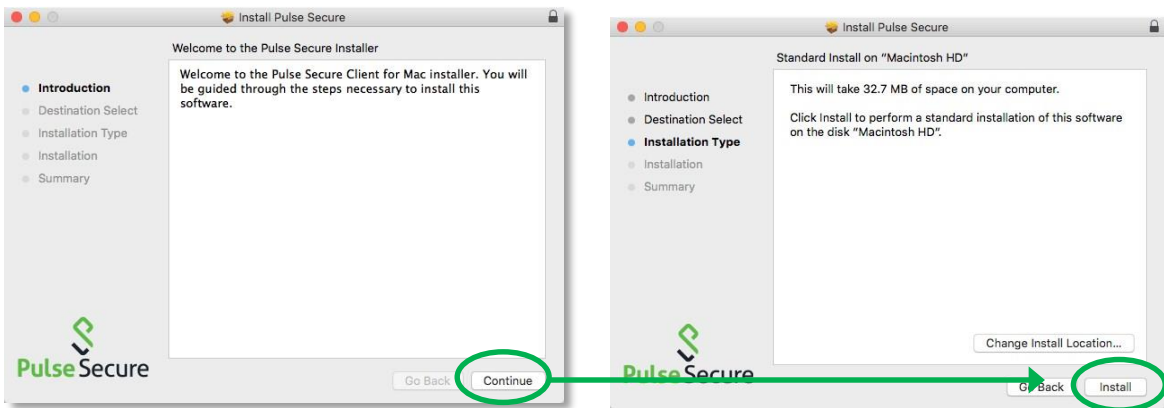 Install Pulse Secure
Welcome to the Pulse Secure Installer
Introduction
Destination Select
Installation Type
Installation
Summary
Welcome to the Pulse Secure Client for Mac installer. You will
be guided through the steps necessary to install this
software.
Pulse Secure
Go Back
Continue
Install Pulse Secure
Standard Install on "Macintosh HD"
Introduction
Destination Select
Installation Type
Installation
Summary
This will take 32.7 MB of space on your computer.
Click Install to perform a standard installation of this software
on the disk "Macintosh HD".
Change Install Location...
Pulse Secure
Go Back
Install